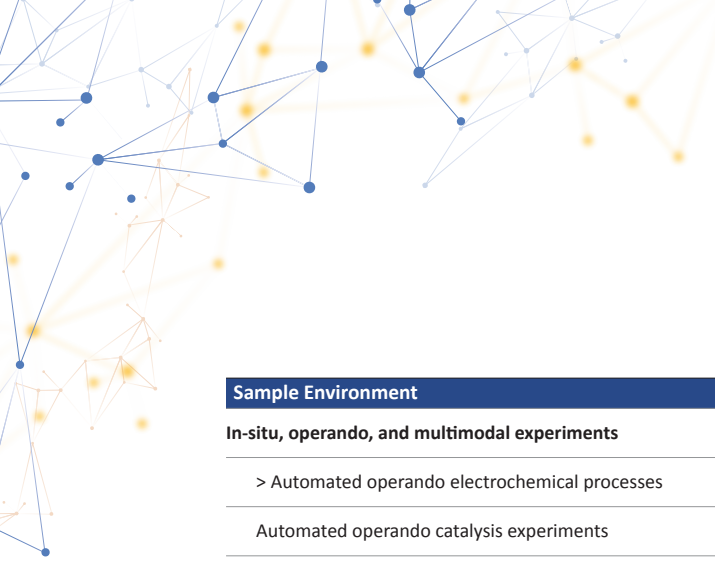 Sample Environment
In-situ, operando, and multimodal experiments
> Automated operando electrochemical processes
Automated operando catalysis experiments